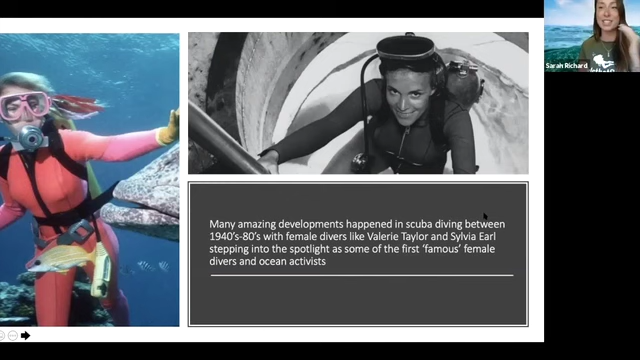 Sarah Richard
Many amazing developments happened in scuba diving between
1940's-80's with female divers like Valerie Taylor and Sylvia Earl
stepping into the spotlight as some of the first 'famous' female
divers and ocean activists